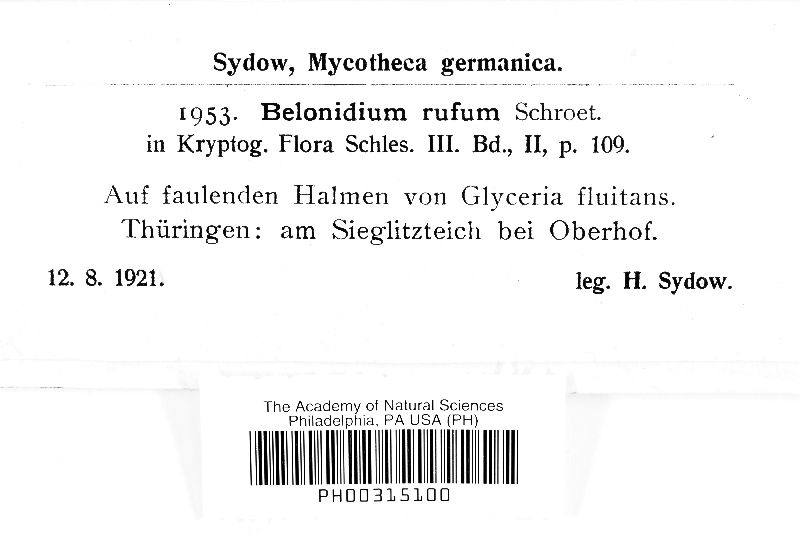 Sydow, Mycotheca germanica.
1953. Belonidium rufum Schroet.
in Kryptog. Flora Schles. III. Bd., II, p. 109.
Auf faulenden Halmen von Glyceria fluitans.
Thüringen: am Sieglitzteich bei Oberhof.
12. 8. 1921. leg. H. Sydow.
The Academy of Natural Sciences
Philadelphia, PA USA (PH)
PH00315100